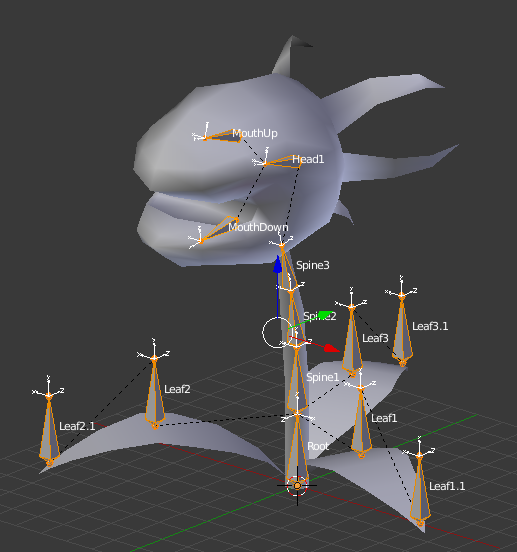 MouthUp
Head1
MouthDown
Spine3
Spine2
Leaf3.1
Leaf3
Spine1
Leaf2
Leaf1
Leaf2.1
Root
Leaf1.1